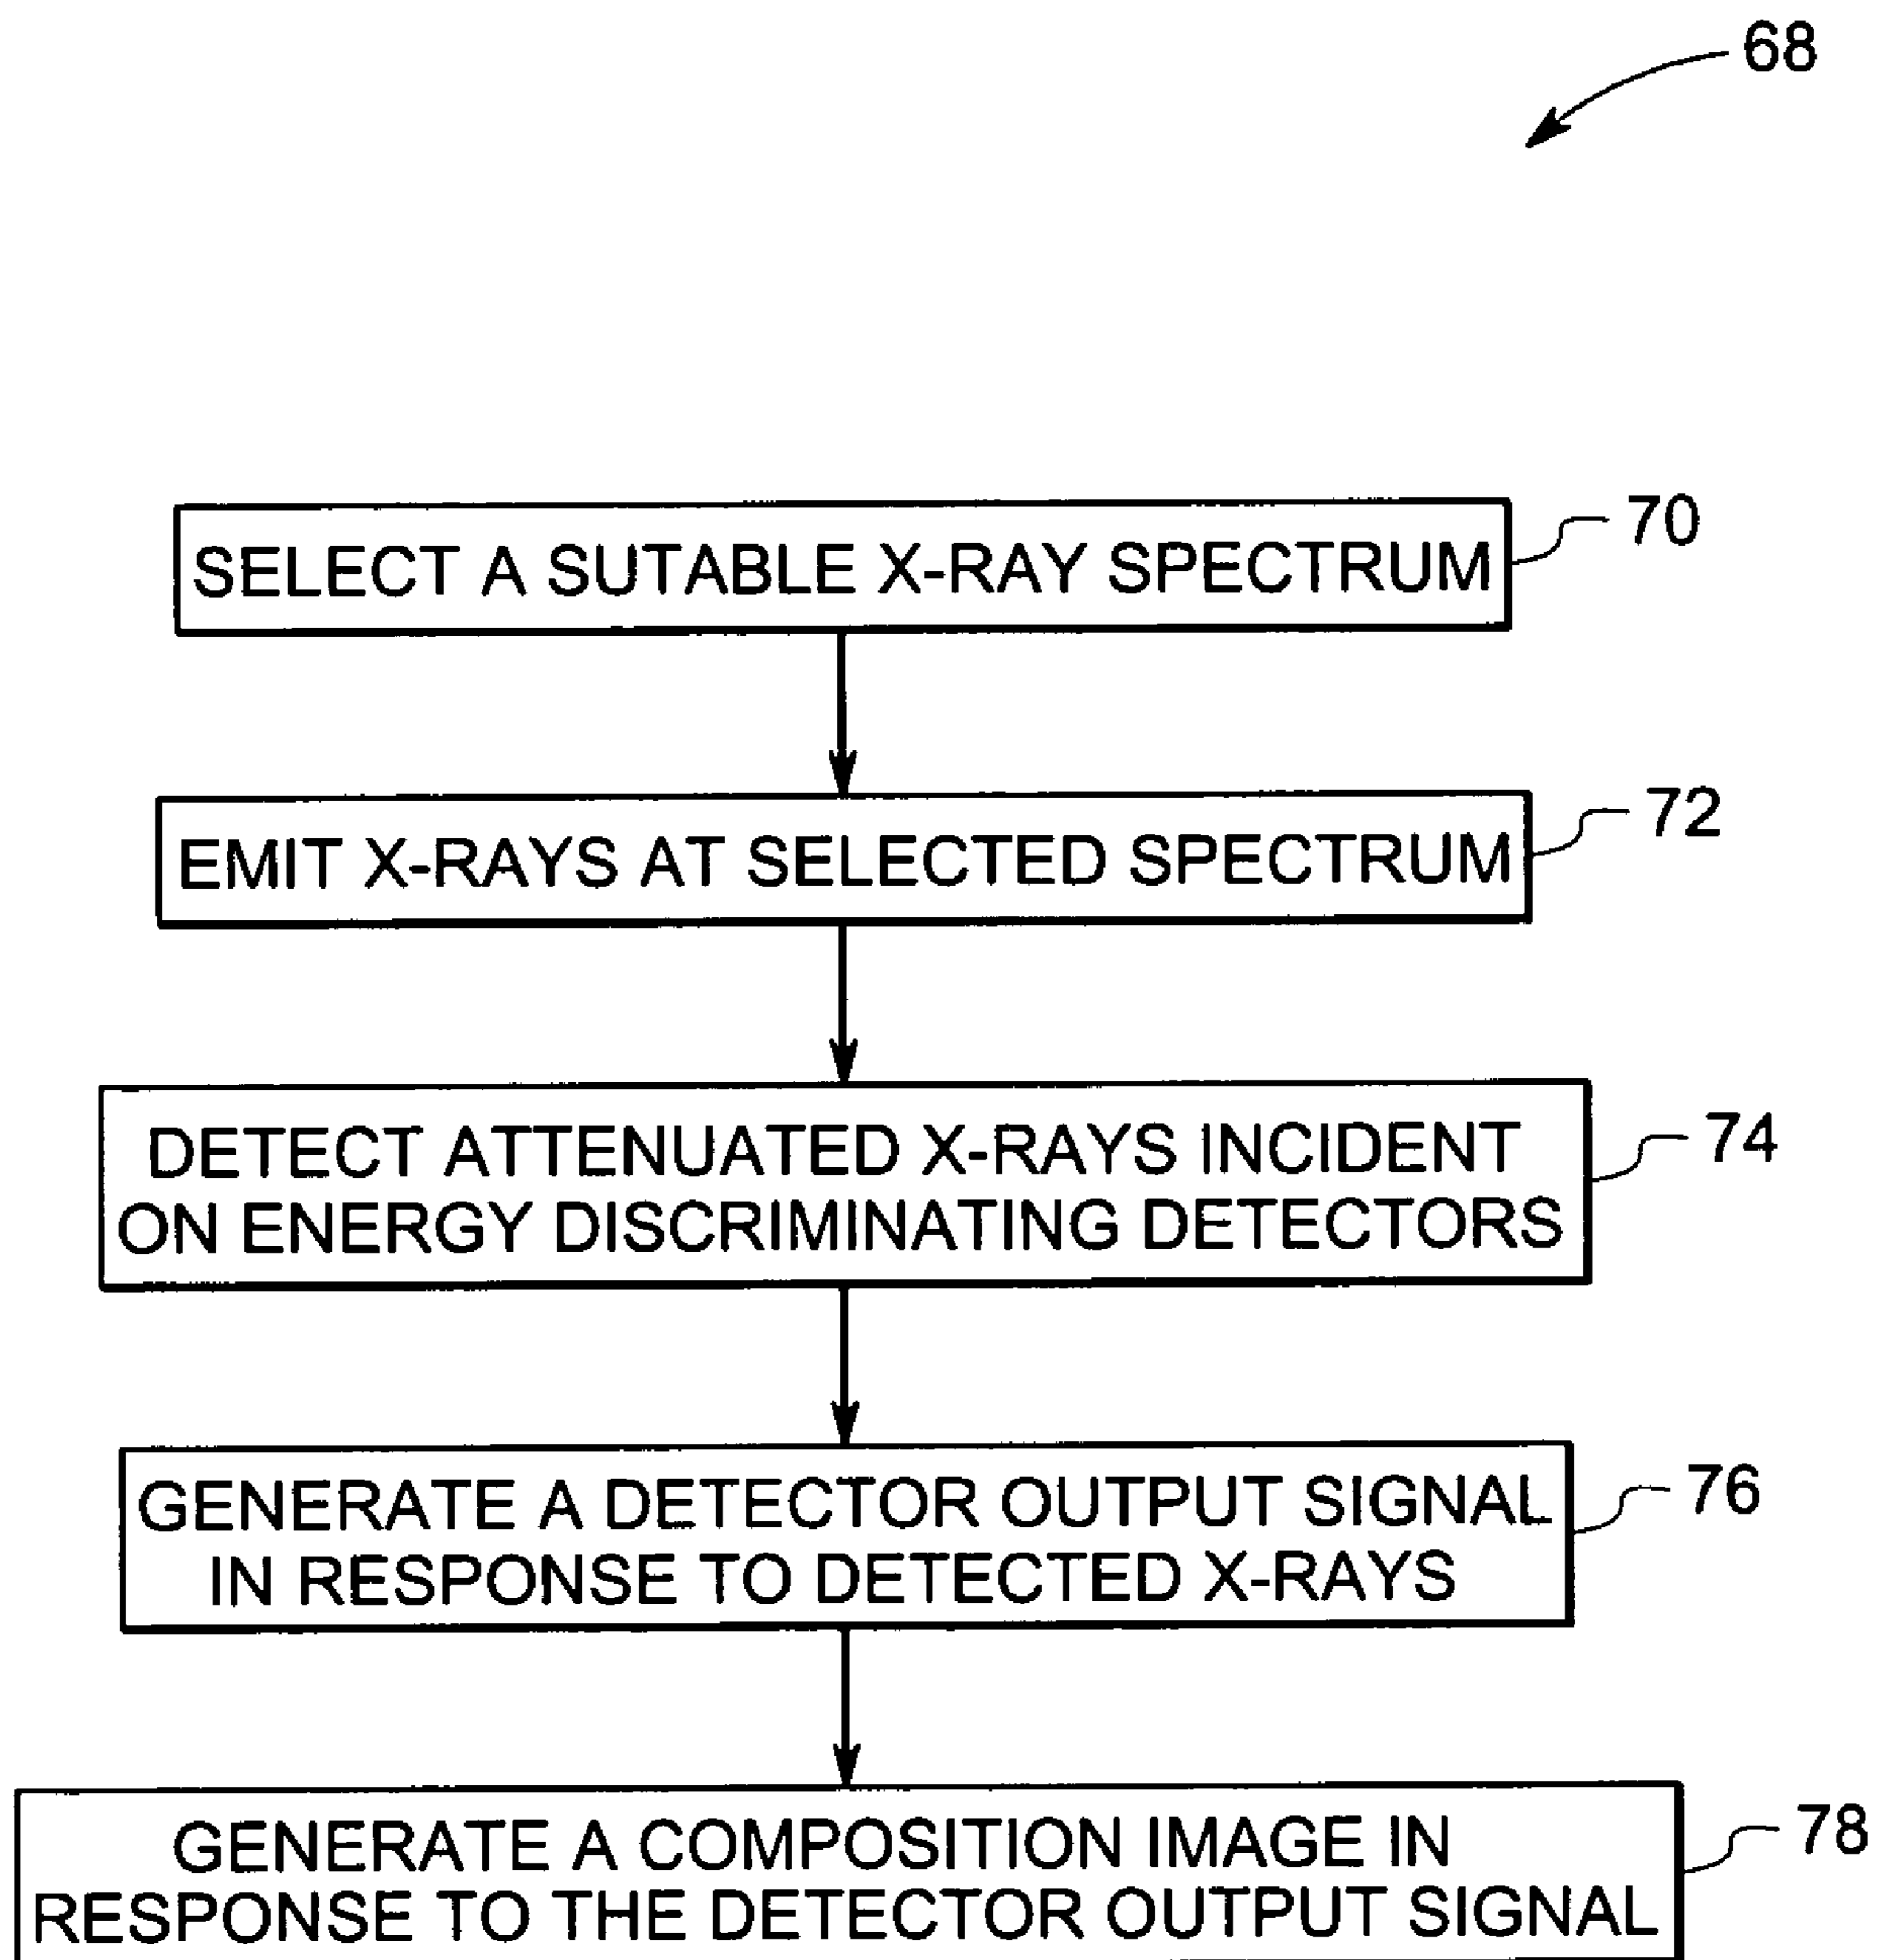 68
SELECT A SUTABLE X-RAY SPECTRUM
70
EMIT X-RAYS AT SELECTED SPECTRUM
72
DETECT ATTENUATED X-RAYS INCIDENT
ON ENERGY DISCRIMINATING DETECTORS
74
GENERATE A DETECTOR OUTPUT SIGNAL
IN RESPONSE TO DETECTED X-RAYS
76
GENERATE A COMPOSITION IMAGE IN
RESPONSE TO THE DETECTOR OUTPUT SIGNAL
78